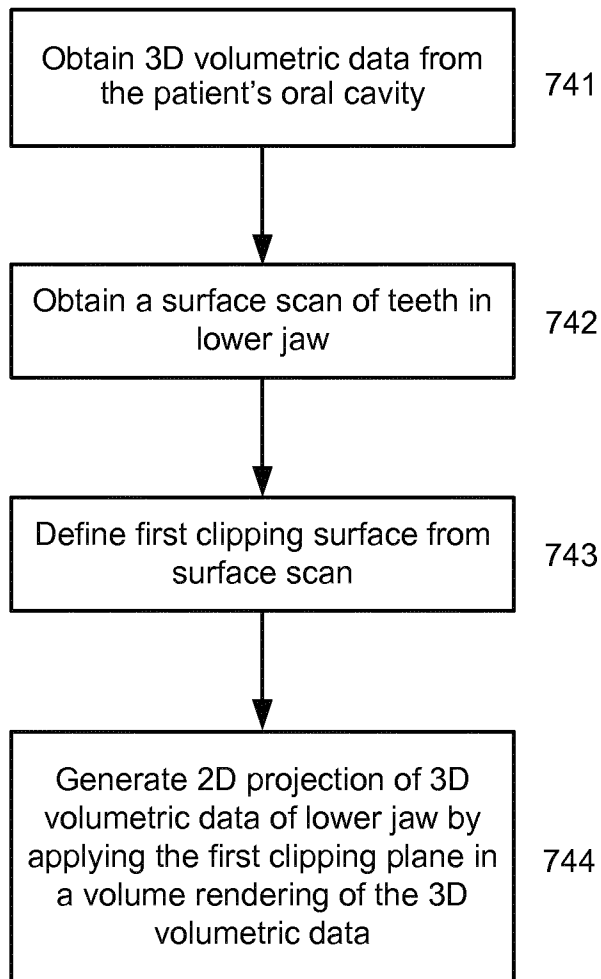 Obtain 3D volumetric data from
the patient's oral cavity
741
Obtain a surface scan of teeth in
lower jaw
742
Define first clipping surface from
surface scan
743
Generate 2D projection of 3D
volumetric data of lower jaw by
applying the first clipping plane in
a volume rendering of the 3D
volumetric data
744